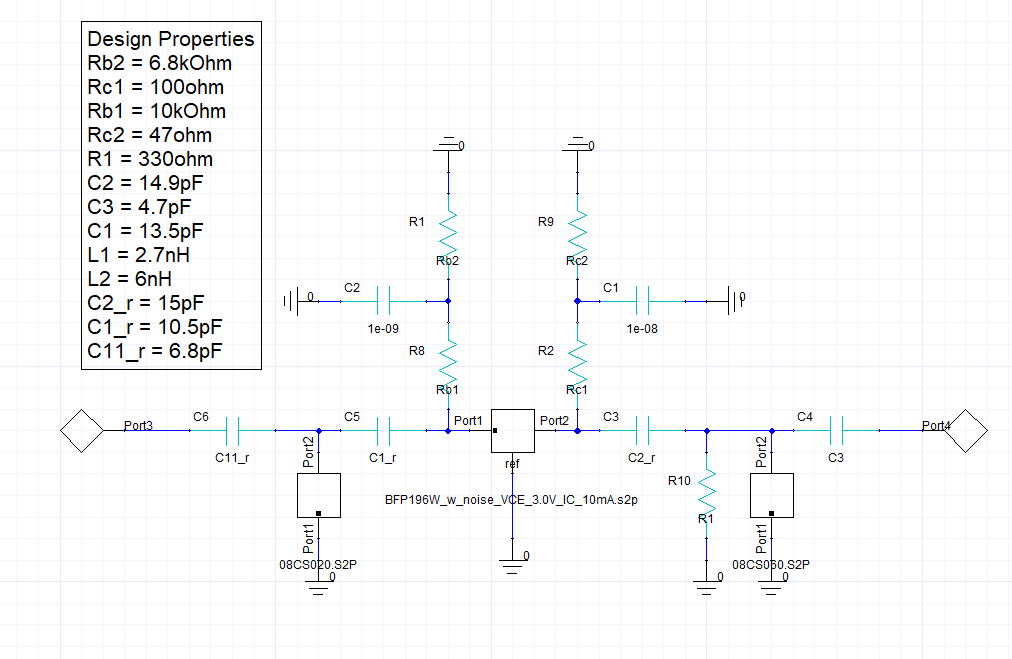 Design Properties
Rb2 = 6.8kOhm
Rc1 = 100ohm
Rb1 = 10kOhm
Rc2 = 47ohm
R1 = 330ohm
C2 = 14.9pF
C3 = 4.7pF
C1 = 13.5pF
L1 = 2.7nH
L2 = 6nH
C2_r = 15pF
C1_r = 10.5pF
C11_r = 6.8pF
0
0
R1
R9
Rb2
Rc2
0
C2
C1
0
1e-09
1e-08
R8
R2
Rb1
Rc1
Port3
C6
C5
Port1
Port2
C3
C4
Port4
C11_r
Port2
C1_r
ref
C2_r
Port2
C3
R10
BFP196W_w_noise_VCE_3.0V_IC_10mA.s2p
R1
Port1
Port1
08CS020.S2P
0
0
08CS060.S2P
0
0